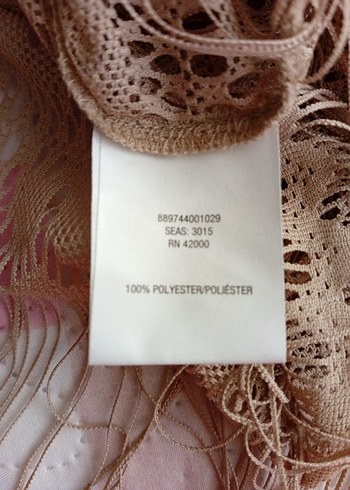 889744001029
SEAS: 3015
RN 42000
100% POLYESTER/POLIÉSTER